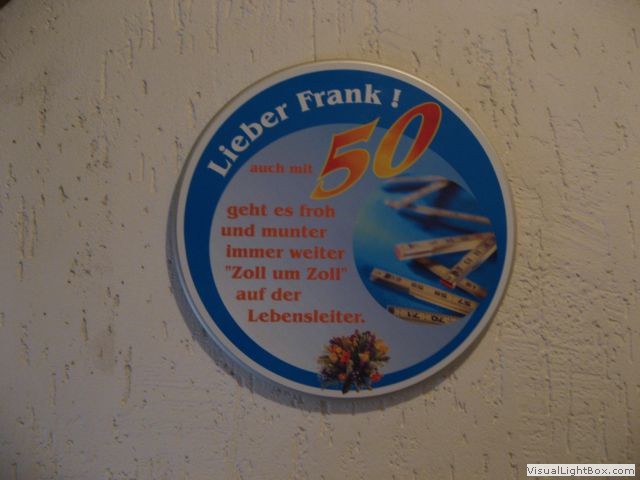 Lieber Frank !
auch mit 50
geht es froh
und munter
immer weiter
"Zoll um Zoll"
auf der
Lebensleiter.
VisualLightBox.com